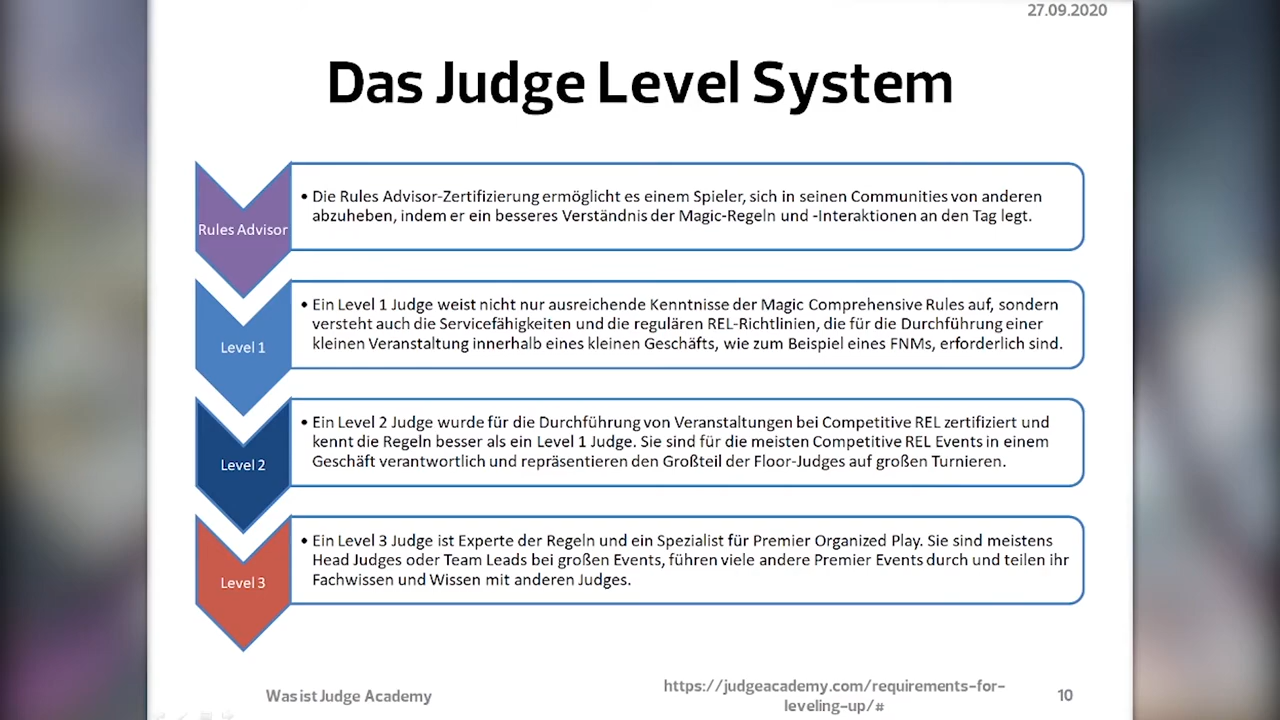 27.09.2020
Das Judge Level System
Rules Advisor
• Die Rules Advisor-Zertifizierung ermöglicht es einem Spieler, sich in seinen Communities von anderen
abzuheben, indem er ein besseres Verständnis der Magic-Regeln und -Interaktionen an den Tag legt.
Level 1
• Ein Level 1 Judge weist nicht nur ausreichende Kenntnisse der Magic Comprehensive Rules auf, sondern
versteht auch die Servicefähigkeiten und die regulären REL-Richtlinien, die für die Durchführung einer
kleinen Veranstaltung innerhalb eines kleinen Geschäfts, wie zum Beispiel eines FNMs, erforderlich sind.
Level 2
• Ein Level 2 Judge wurde für die Durchführung von Veranstaltungen bei Competitive REL zertifiziert und
kennt die Regeln besser als ein Level 1 Judge. Sie sind für die meisten Competitive REL Events in einem
Geschäft verantwortlich und repräsentieren den Großteil der Floor-Judges auf großen Turnieren.
Level 3
• Ein Level 3 Judge ist Experte der Regeln und ein Spezialist für Premier Organized Play. Sie sind meistens
Head Judges oder Team Leads bei großen Events, führen viele andere Premier Events durch und teilen ihr
Fachwissen und Wissen mit anderen Judges.
Was ist Judge Academy
https://judgeacademy.com/requirements-for-
leveling-up/#
10